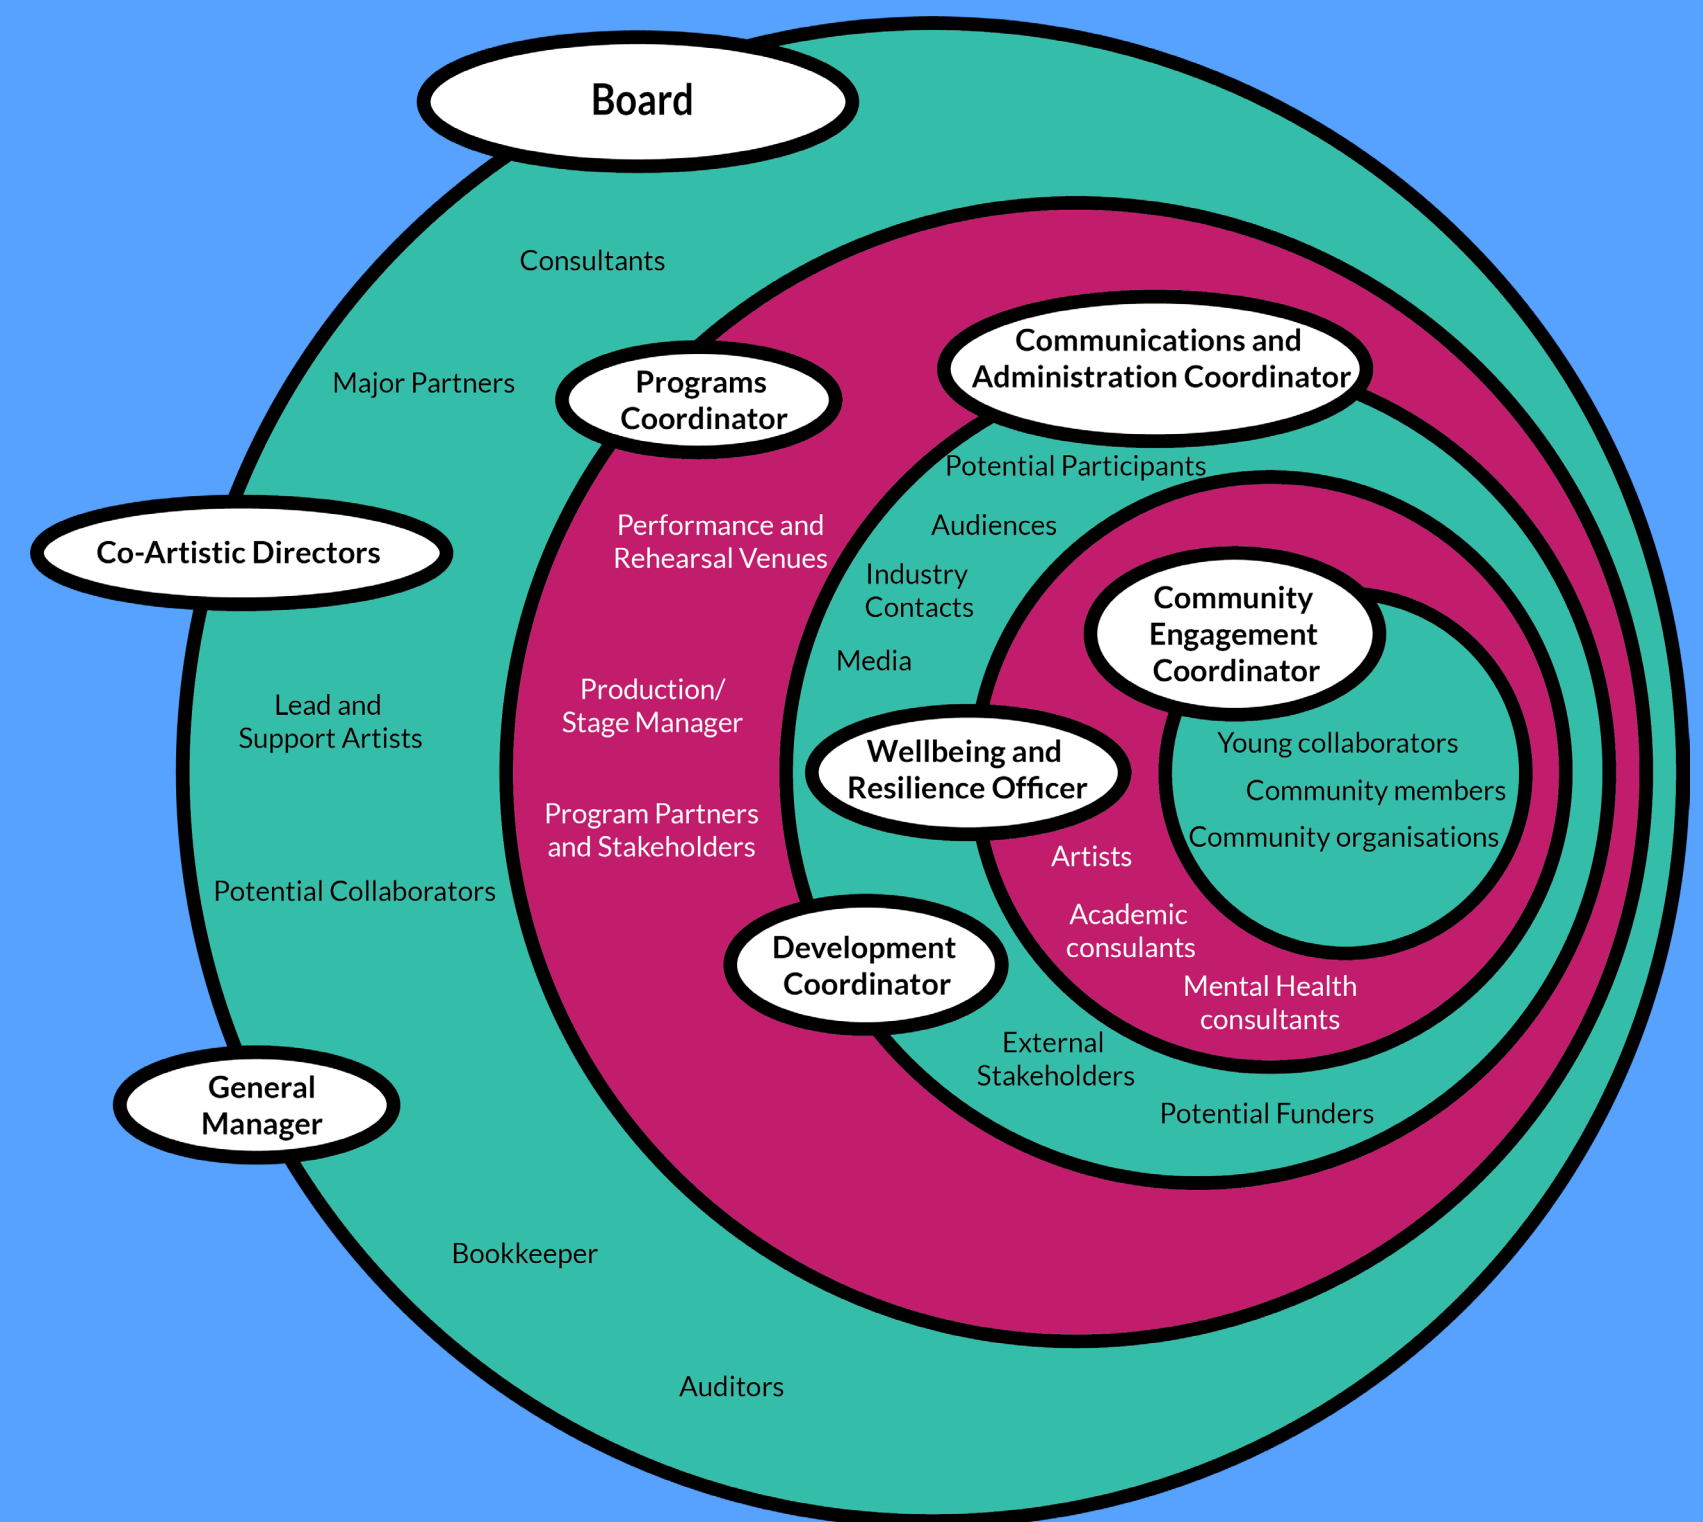 Board
Consultants
Major Partners
Programs
Coordinator
Communications and
Administration Coordinator
Potential Participants
Audiences
Performance and
Rehearsal Venues
Co-Artistic Directors
Industry
Contacts
Media
Community
Engagement
Coordinator
Lead and
Support Artists
Production/
Stage Manager
Wellbeing and
Resilience Officer
Young collaborators
Community members
Community organisations
Program Partners
and Stakeholders
Artists
Potential Collaborators
Academic
consulants
Development
Coordinator
Mental Health
consultants
External
Stakeholders
Potential Funders
General
Manager
Bookkeeper
Auditors